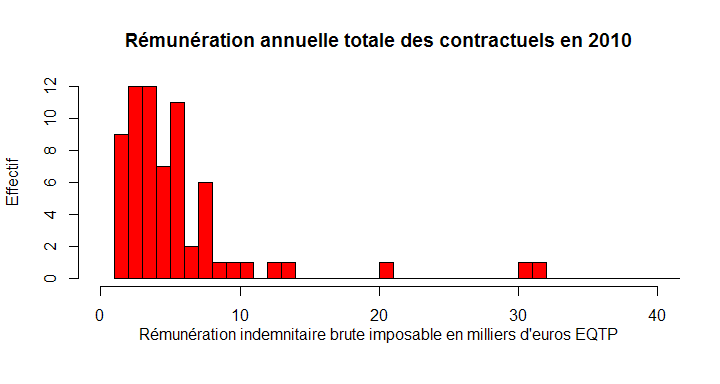 Rémunération annuelle totale des contractuels en 2010
Effectif
12
10
8
6
4
2
0
0 10 20 30 40
Rémunération indemnitaire brute imposable en milliers d'euros EQTP